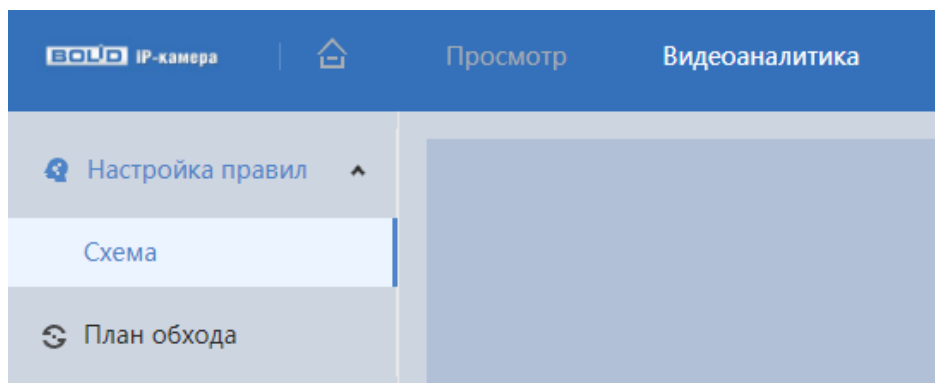 BOLID IP-камера Просмотр Видеоаналитика
Настройка правил
Схема
План обхода